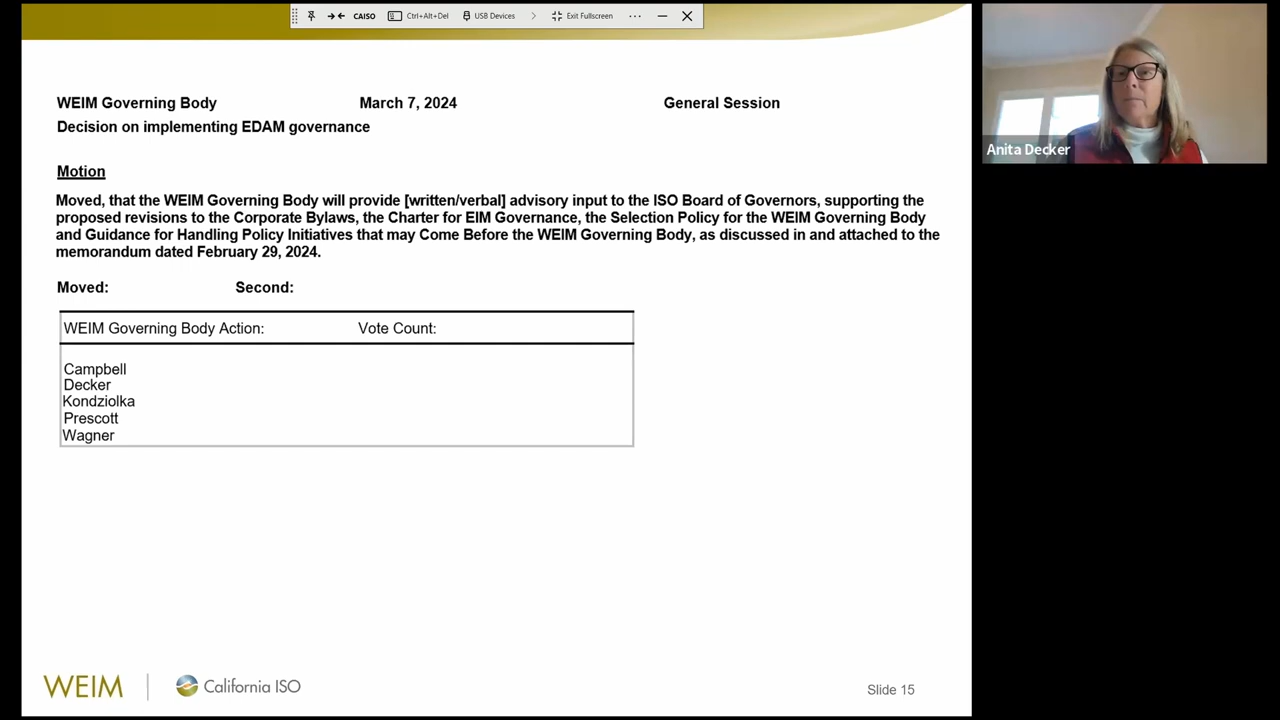 CAISO Ctrl+Alt+Del USB Devices Exit Fullscreen
WEIM Governing Body March 7, 2024 General Session
Decision on implementing EDAM governance
Motion
Moved, that the WEIM Governing Body will provide [written/verbal] advisory input to the ISO Board of Governors, supporting the
proposed revisions to the Corporate Bylaws, the Charter for EIM Governance, the Selection Policy for the WEIM Governing Body
and Guidance for Handling Policy Initiatives that may Come Before the WEIM Governing Body, as discussed in and attached to the
memorandum dated February 29, 2024.
Moved: Second:
WEIM Governing Body Action: Vote Count:
Campbell
Decker
Kondziolka
Prescott
Wagner
WEIM California ISO
Slide 15
Anita Decker